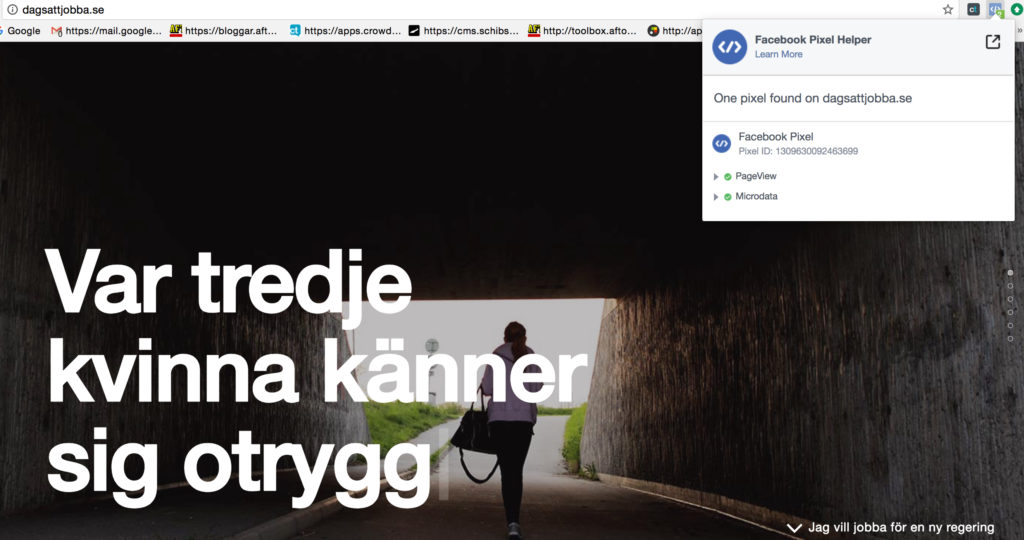 dagsattjobba.se
Google
https://mail.google...
https://bloggar.aft...
https://apps.crowd...
https://cms.schibs...
http://toolbox.afto...
http://ap
»
Facebook Pixel Helper
Learn More
One pixel found on dagsattjobba.se
Facebook Pixel
Pixel ID: 1309630092463699
PageView
Microdata
Var tredje
kvinna känner
sig otrygg
Jag vill jobba för en ny regering